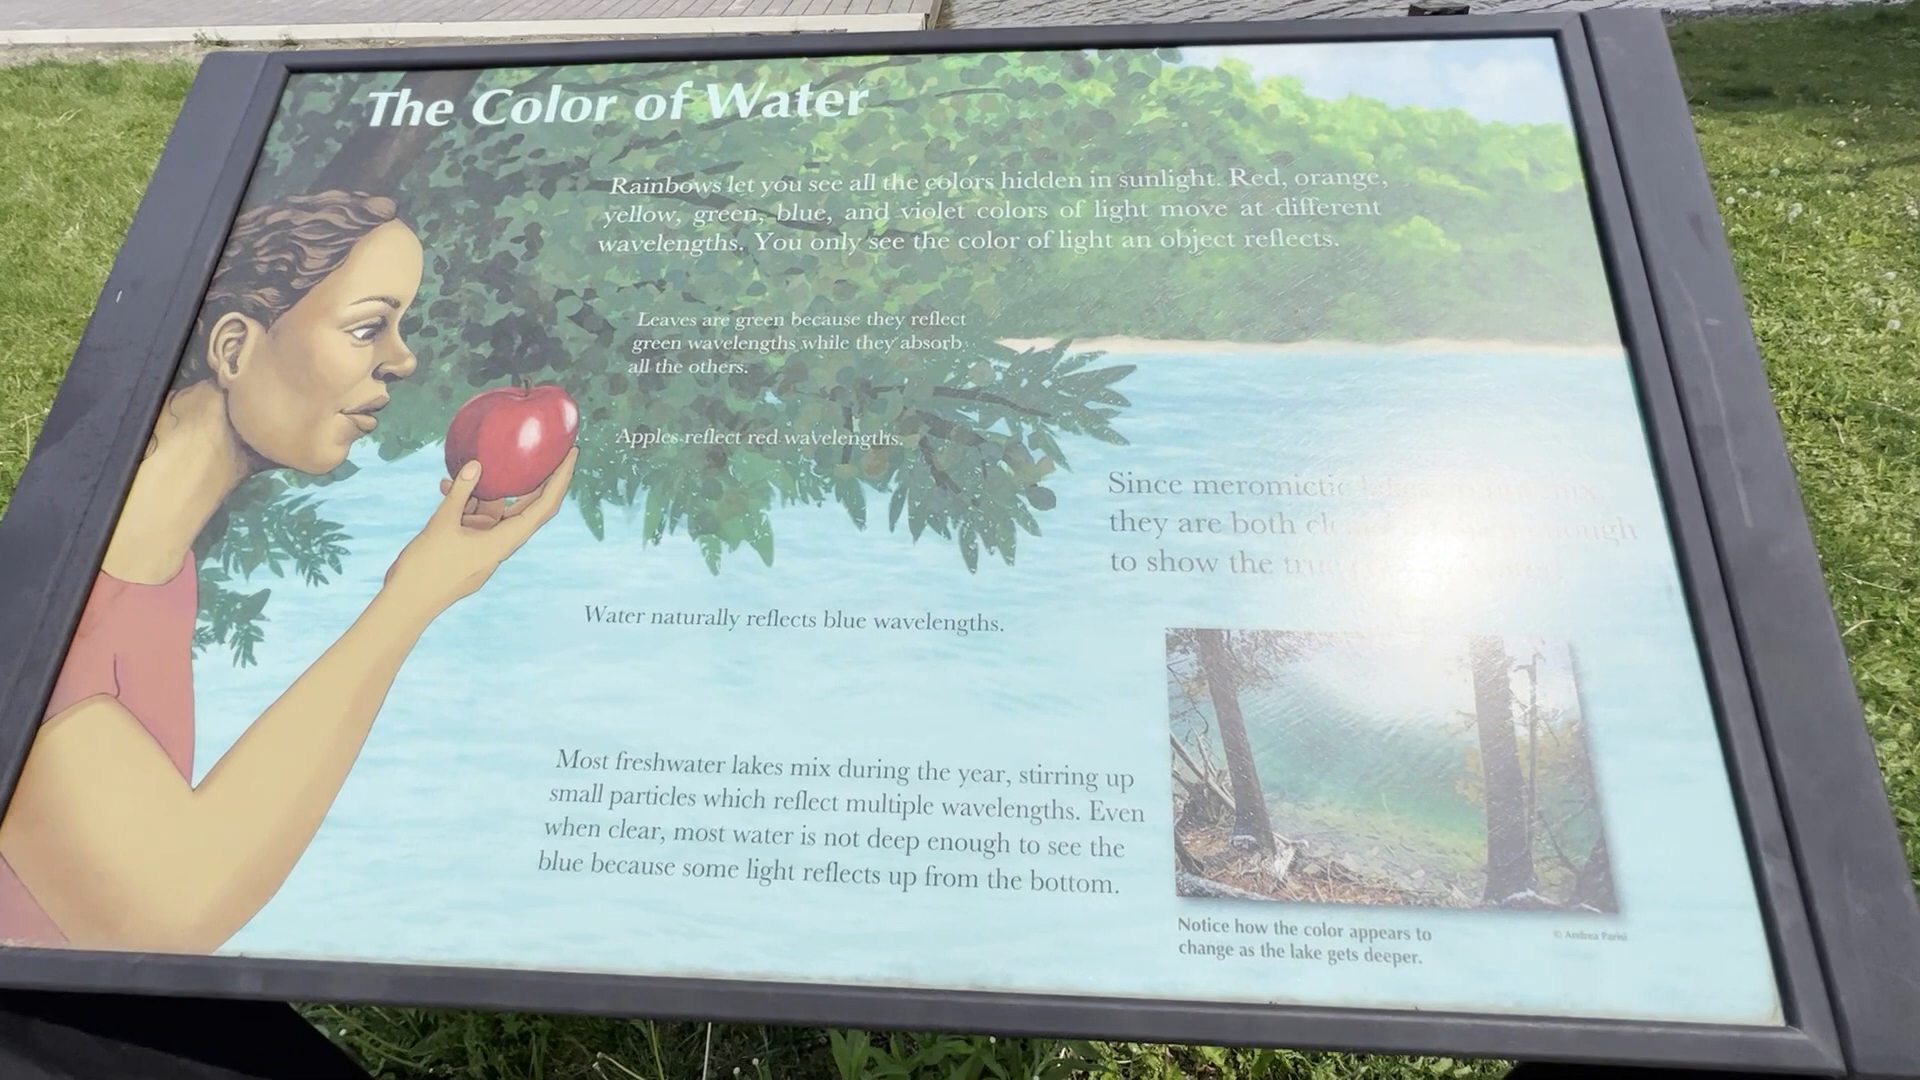 The Color of Water
Rainbows let you see all the colors hidden in sunlight. Red, orange,
yellow, green, blue, and violet colors of light move at different
wavelengths. You only see the color of light an object reflects.
Leaves are green because they reflect
green wavelengths while they absorb
all the others.
Apples reflect red wavelengths.
Since meromictic
they are both
to show the
Water naturally reflects blue wavelengths.
Most freshwater lakes mix during the year, stirring up
small particles which reflect multiple wavelengths. Even
when clear, most water is not deep enough to see the
blue because some light reflects up from the bottom.
Notice how the color appears to
change as the lake gets deeper.
© Andrea Parisi